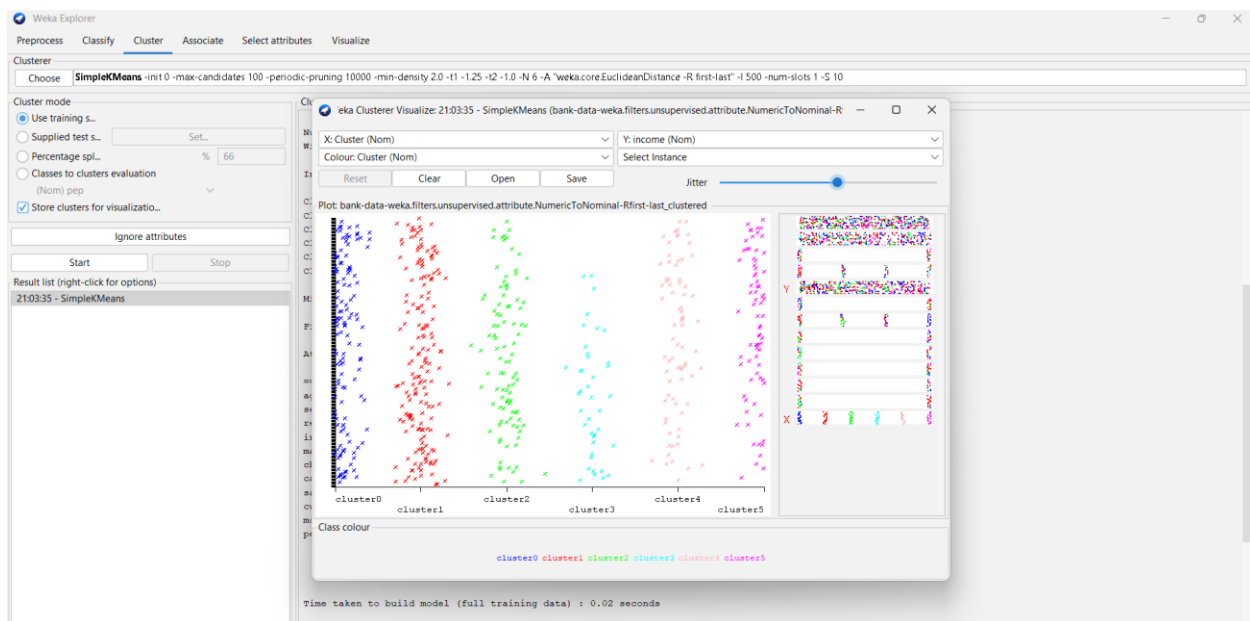 Weka Explorer
Preprocess Classify Cluster Associate Select attributes Visualize
Clusterer
Choose SimpleKMeans -init 0 -max-candidates 100 -periodic-pruning 10000 -min-density 2.0 -t1 -1.25 -t2 -1.0 -N 6 -A "weka.core.EuclideanDistance -R first-last" -I 500 -num-slots 1 -S 10
Cluster mode
Use training s...
Supplied test s... Set...
Percentage spl... % 66
Classes to clusters evaluation
(Nom) pep
Store clusters for visualizatio...
Ignore attributes
Start Stop
Result list (right-click for options)
21:03:35 - SimpleKMeans
eka Clusterer Visualize: 21:03:35 - SimpleKMeans (bank-data-weka.filters.unsupervised.attribute.NumericToNominal-R
X: Cluster (Nom) Y: income (Nom)
Colour: Cluster (Nom) Select Instance
Reset Clear Open Save Jitter
Plot: bank-data-weka.filters.unsupervised.attribute.NumericToNominal-Rfirst-last_clustered
Y
X
cluster0 cluster2 cluster4
cluster1 cluster3 cluster5
Class colour
cluster0 cluster1 cluster2 cluster3 cluster4 cluster5
Time taken to build model (full training data) : 0.02 seconds